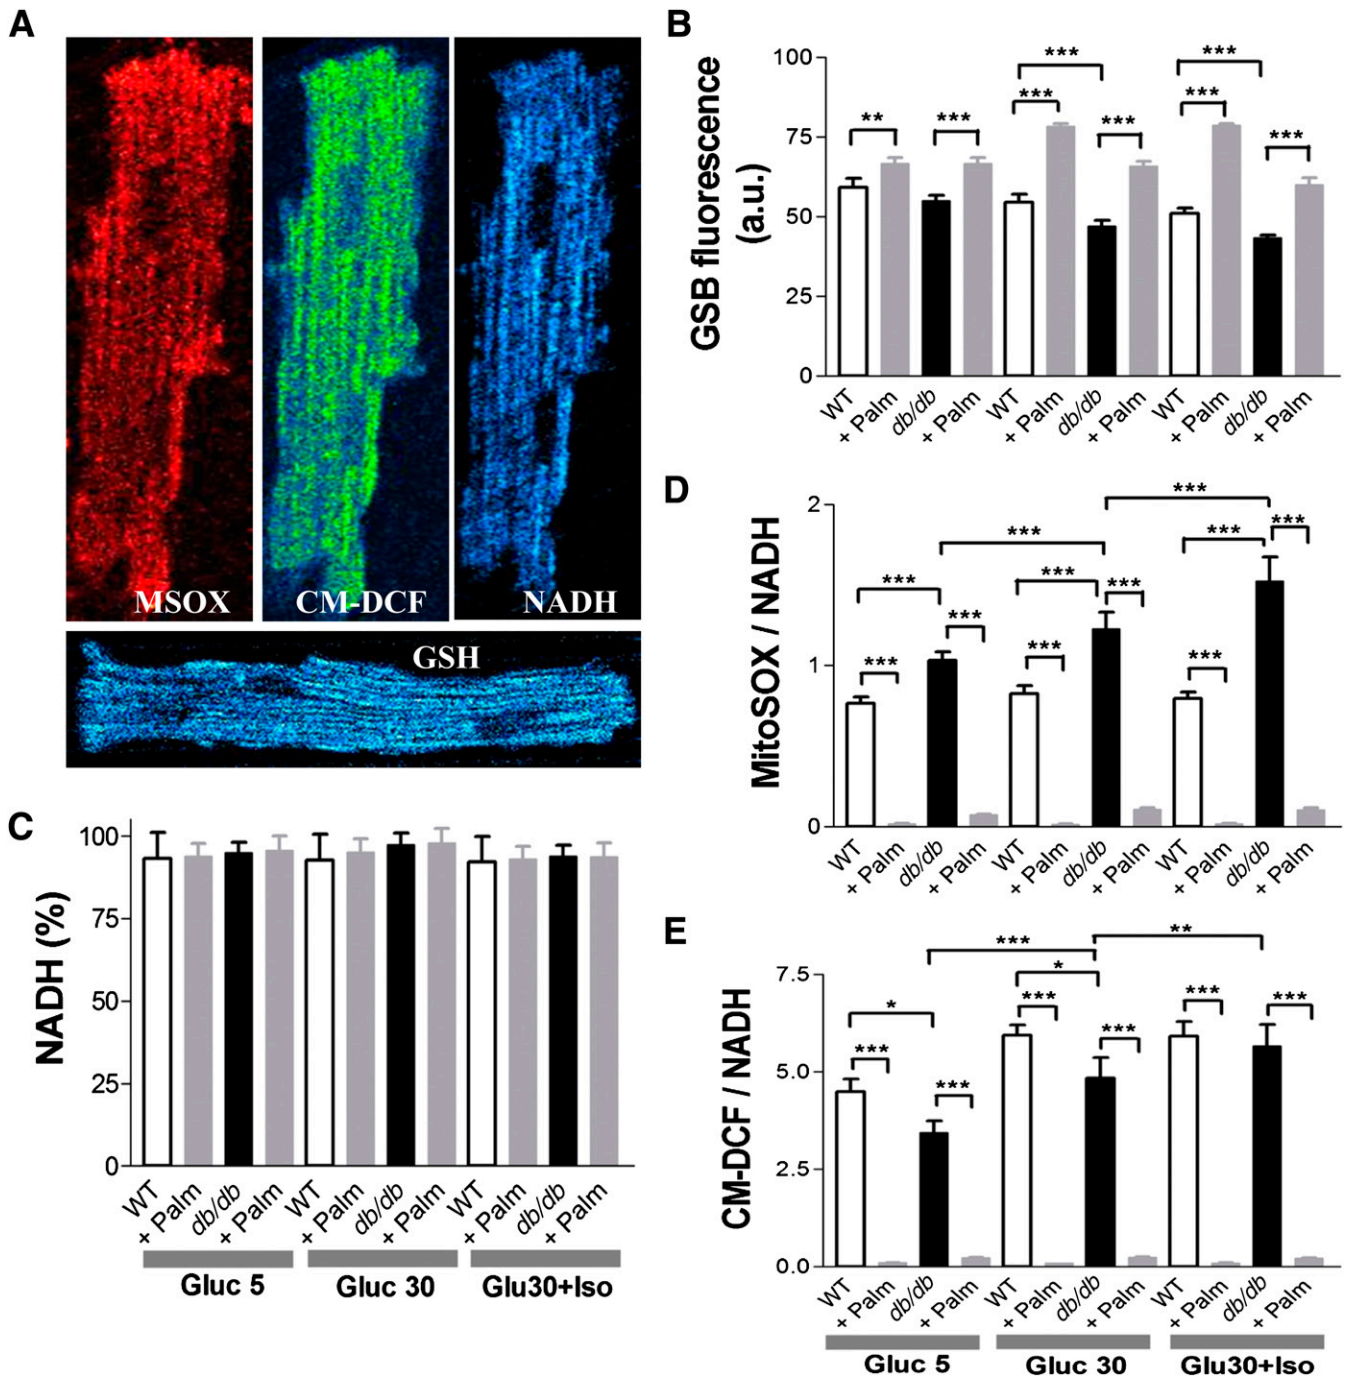 A
MSOX
CM-DCF
NADH
GSH
B
GSB fluorescence
(a.u.)
100
75
50
25
0
**
***
***
***
***
***
***
***
WT
+ Palm
db/db
+ Palm
WT
+ Palm
db/db
+ Palm
WT
+ Palm
db/db
+ Palm
C
NADH (%)
100
75
50
25
0
WT
+ Palm
db/db
+ Palm
WT
+ Palm
db/db
+ Palm
WT
+ Palm
db/db
+ Palm
Gluc 5
Gluc 30
Glu30+Iso
D
MitoSOX / NADH
2
1
0
***
***
***
***
***
***
***
***
***
***
***
WT
+ Palm
db/db
+ Palm
WT
+ Palm
db/db
+ Palm
WT
+ Palm
db/db
+ Palm
E
CM-DCF / NADH
7.5
5.0
2.5
0.0
***
**
*
*
***
***
***
***
***
***
WT
+ Palm
db/db
+ Palm
WT
+ Palm
db/db
+ Palm
WT
+ Palm
db/db
+ Palm
Gluc 5
Gluc 30
Glu30+Iso